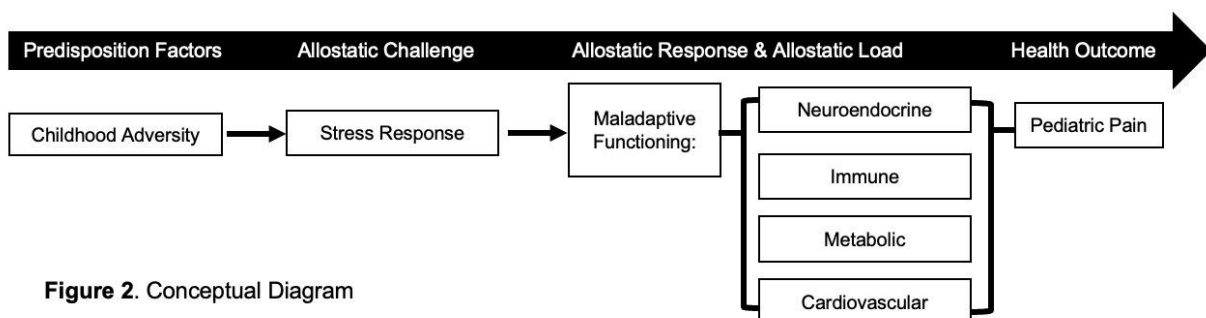 Predisposition Factors
Allostatic Challenge
Allostatic Response & Allostatic Load
Health Outcome
Childhood Adversity
Stress Response
Maladaptive
Functioning:
Neuroendocrine
Immune
Metabolic
Cardiovascular
Pediatric Pain
Figure 2. Conceptual Diagram